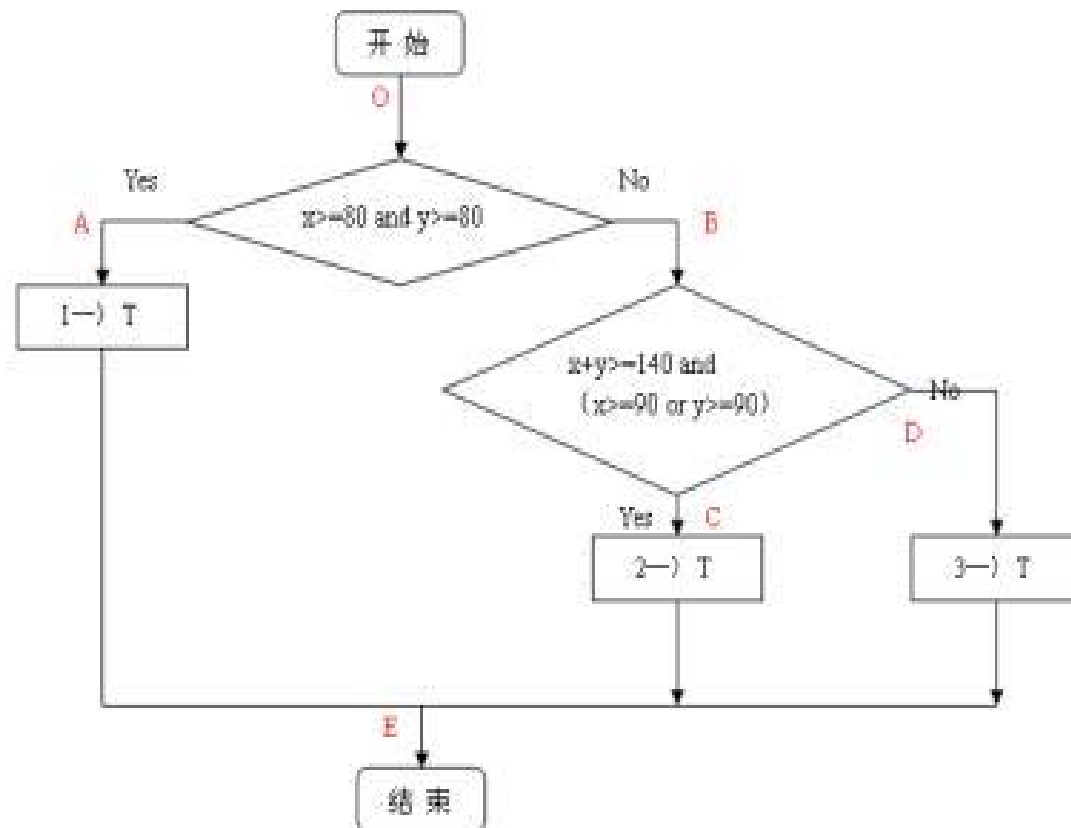 开 始
O
Yes
No
A
x>=80 and y>=80
B
1—) T
x+y>=140 and
(x>=90 or y>=90)
No
D
Yes
C
2—) T
3—) T
E
结 束